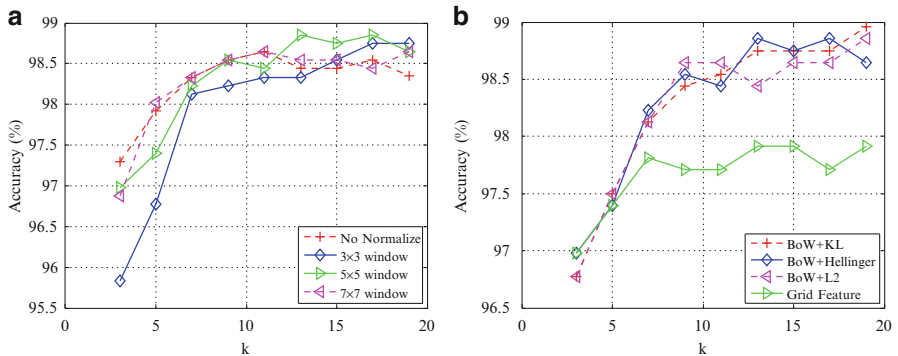 a
99
98.5
98
97.5
97
96.5
96
95.5
Accuracy (%)
0
5
10
15
20
k
No Normalize
3×3 window
5×5 window
7×7 window
b
99
98.5
98
97.5
97
96.5
Accuracy (%)
0
5
10
15
20
k
BoW+KL
BoW+Hellinger
BoW+L2
Grid Feature